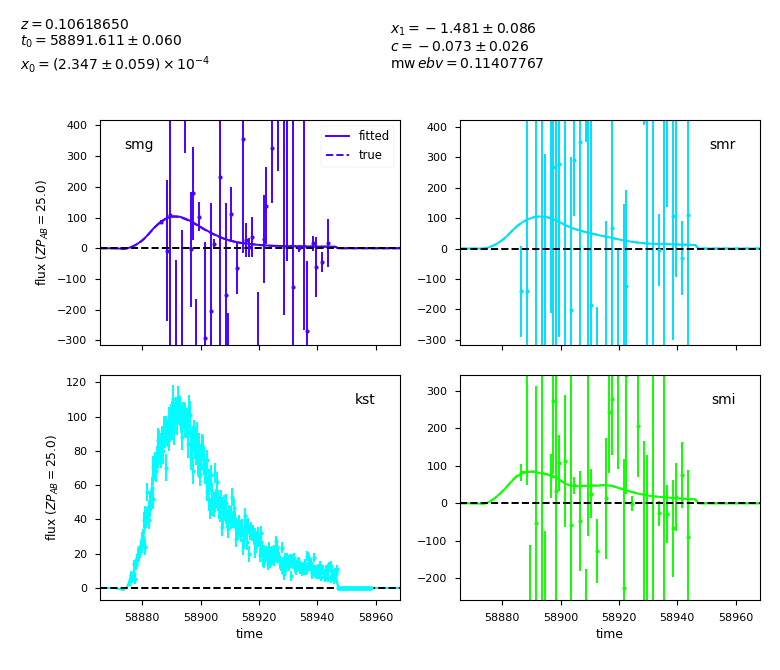 z = 0.10618650
t₀ = 58891.611 ± 0.060
x₀ = (2.347 ± 0.059) × 10⁻⁴
x₁ = −1.481 ± 0.086
c = −0.073 ± 0.026
mw ebv = 0.11407767
400
300
200
100
0
−100
−200
−300
flux (ZP_AB = 25.0)
smg
fitted
true
400
300
200
100
0
−100
−200
−300
smr
120
100
80
60
40
20
0
flux (ZP_AB = 25.0)
kst
58880 58900 58920 58940 58960
time
300
200
100
0
−100
−200
smi
58880 58900 58920 58940 58960
time